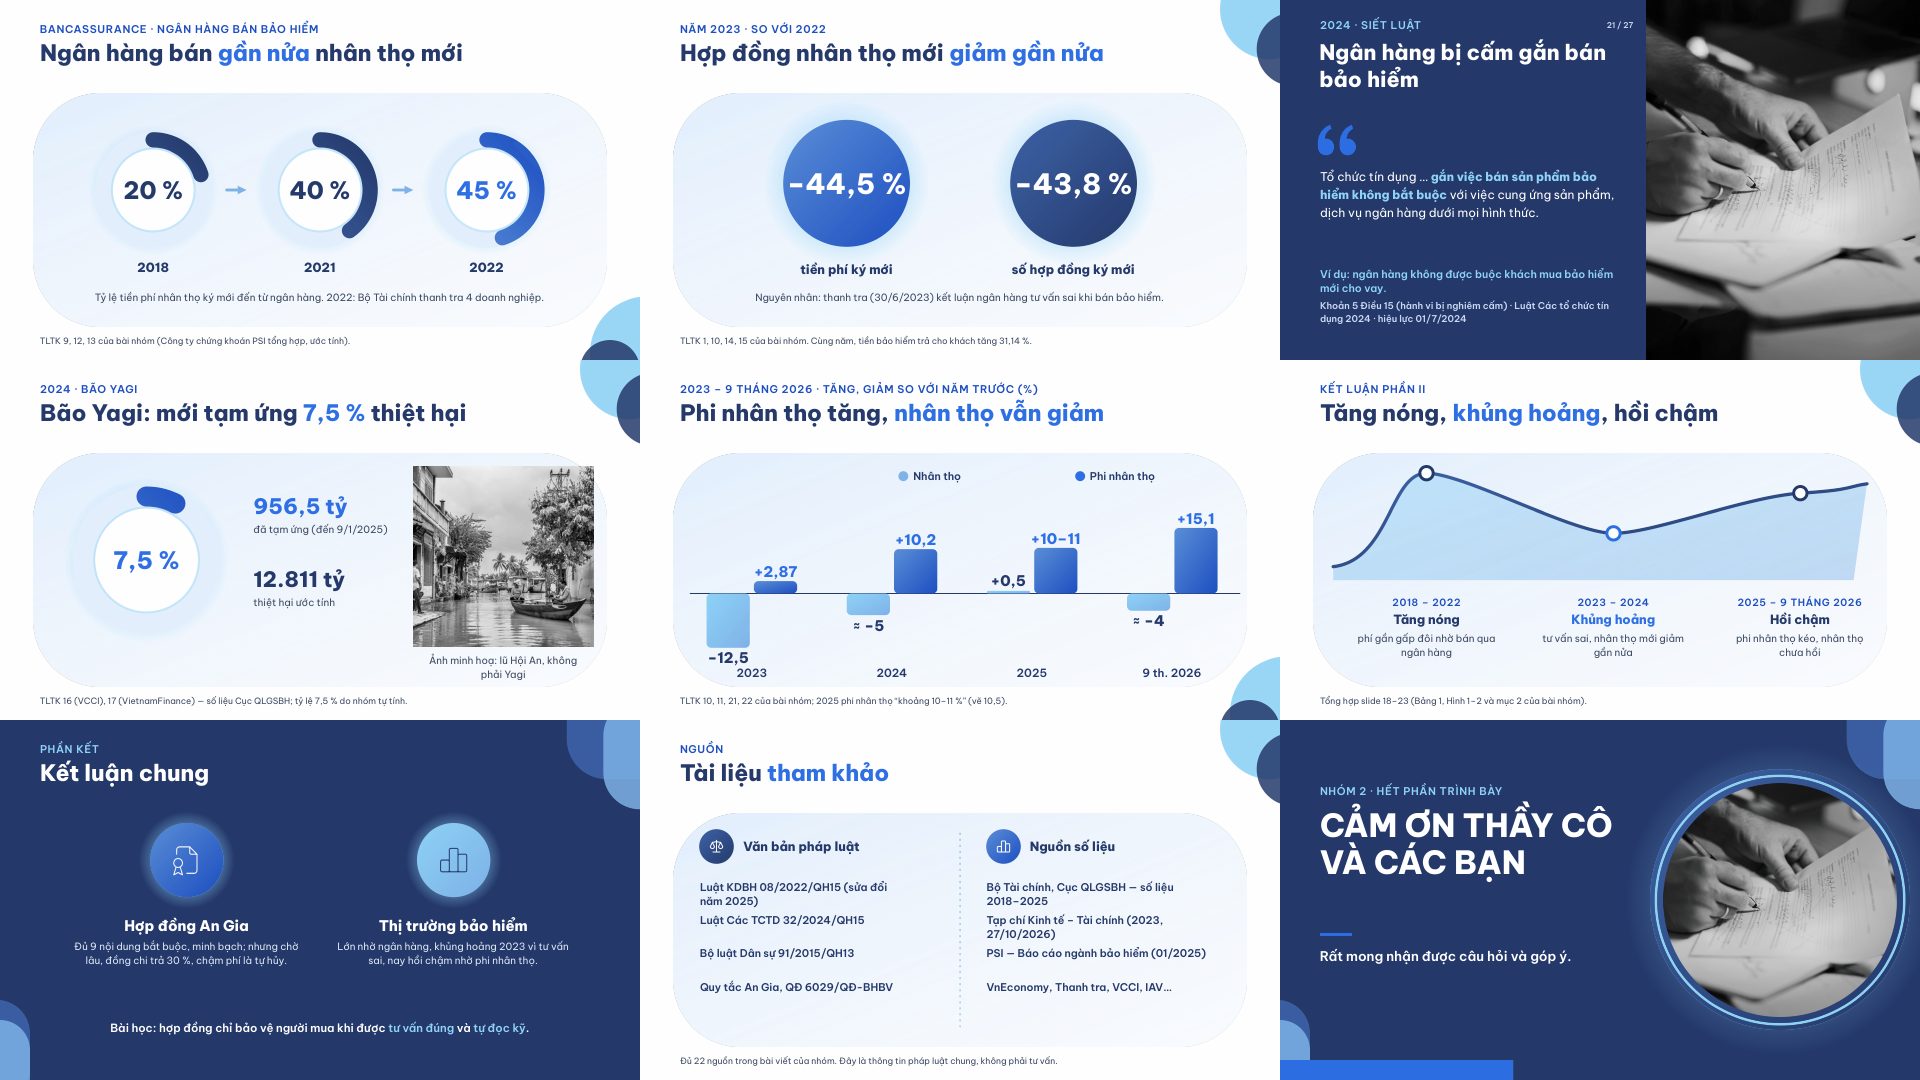 BANCASSURANCE · NGÂN HÀNG BÁN BẢO HIỂM
Ngân hàng bán gần nửa nhân thọ mới
20 %
40 %
45 %
2018
2021
2022
Tỷ lệ tiền phí nhân thọ ký mới đến từ ngân hàng. 2022: Bộ Tài chính thanh tra 4 doanh nghiệp.
TLTK 9, 12, 13 của bài nhóm (Công ty chứng khoán PSI tổng hợp, ước tính).
NĂM 2023 · SO VỚI 2022
Hợp đồng nhân thọ mới giảm gần nửa
−44,5 %
−43,8 %
tiền phí ký mới
số hợp đồng ký mới
Nguyên nhân: thanh tra (30/6/2023) kết luận ngân hàng tư vấn sai khi bán bảo hiểm.
TLTK 1, 10, 14, 15 của bài nhóm. Cùng năm, tiền bảo hiểm trả cho khách tăng 31,14 %.
2024 · SIẾT LUẬT
21 / 27
Ngân hàng bị cấm gắn bán
bảo hiểm
“
Tổ chức tín dụng ... gắn việc bán sản phẩm bảo
hiểm không bắt buộc với việc cung ứng sản phẩm,
dịch vụ ngân hàng dưới mọi hình thức.
Ví dụ: ngân hàng không được buộc khách mua bảo hiểm
mới cho vay.
Khoản 5 Điều 15 (hành vi bị nghiêm cấm) · Luật Các tổ chức tín
dụng 2024 · hiệu lực 01/7/2024
2024 · BÃO YAGI
Bão Yagi: mới tạm ứng 7,5 % thiệt hại
7,5 %
956,5 tỷ
đã tạm ứng (đến 9/1/2025)
12.811 tỷ
thiệt hại ước tính
Ảnh minh hoạ: lũ Hội An, không
phải Yagi
TLTK 16 (VCCI), 17 (VietnamFinance) — số liệu Cục QLGSBH; tỷ lệ 7,5 % do nhóm tự tính.
2023 – 9 THÁNG 2026 · TĂNG, GIẢM SO VỚI NĂM TRƯỚC (%)
Phi nhân thọ tăng, nhân thọ vẫn giảm
Nhân thọ
Phi nhân thọ
+2,87
+10,2
+0,5
+10–11
+15,1
−12,5
≈ −5
≈ −4
2023
2024
2025
9 th. 2026
TLTK 10, 11, 21, 22 của bài nhóm; 2025 phi nhân thọ “khoảng 10–11 %” (vẽ 10,5).
KẾT LUẬN PHẦN II
Tăng nóng, khủng hoảng, hồi chậm
2018 – 2022
Tăng nóng
phí gần gấp đôi nhờ bán qua
ngân hàng
2023 – 2024
Khủng hoảng
tư vấn sai, nhân thọ mới giảm
gần nửa
2025 – 9 THÁNG 2026
Hồi chậm
phi nhân thọ kéo, nhân thọ
chưa hồi
Tổng hợp slide 18–23 (Bảng 1, Hình 1–2 và mục 2 của bài nhóm).
PHẦN KẾT
Kết luận chung
Hợp đồng An Gia
Đủ 9 nội dung bắt buộc, minh bạch; nhưng chờ
lâu, đồng chi trả 30 %, chậm phí là tự hủy.
Thị trường bảo hiểm
Lớn nhờ ngân hàng, khủng hoảng 2023 vì tư vấn
sai, nay hồi chậm nhờ phi nhân thọ.
Bài học: hợp đồng chỉ bảo vệ người mua khi được tư vấn đúng và tự đọc kỹ.
NGUỒN
Tài liệu tham khảo
Văn bản pháp luật
Luật KDBH 08/2022/QH15 (sửa đổi
năm 2025)
Luật Các TCTD 32/2024/QH15
Bộ luật Dân sự 91/2015/QH13
Quy tắc An Gia, QĐ 6029/QĐ-BHBV
Nguồn số liệu
Bộ Tài chính, Cục QLGSBH — số liệu
2018–2025
Tạp chí Kinh tế – Tài chính (2023,
27/10/2026)
PSI — Báo cáo ngành bảo hiểm (01/2025)
VnEconomy, Thanh tra, VCCI, IAV...
Đủ 22 nguồn trong bài viết của nhóm. Đây là thông tin pháp luật chung, không phải tư vấn.
NHÓM 2 · HẾT PHẦN TRÌNH BÀY
CẢM ƠN THẦY CÔ
VÀ CÁC BẠN
Rất mong nhận được câu hỏi và góp ý.